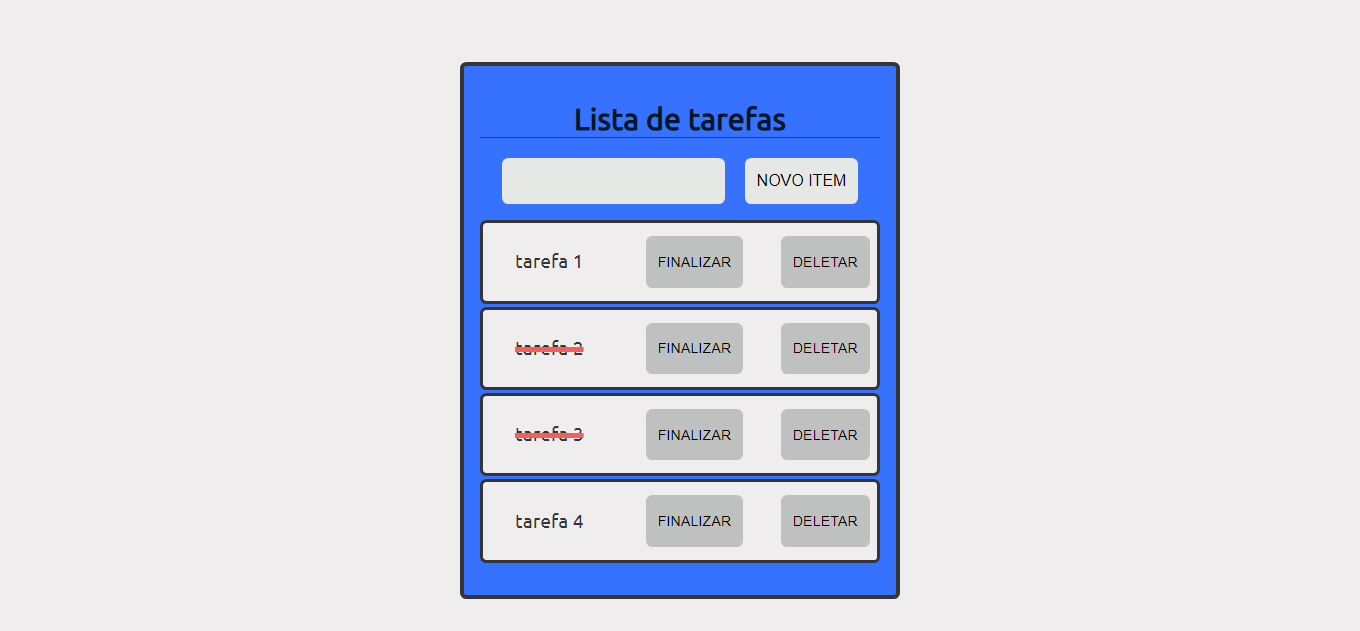 Lista de tarefas
NOVO ITEM
tarefa 1 FINALIZAR DELETAR
tarefa 2 FINALIZAR DELETAR
tarefa 3 FINALIZAR DELETAR
tarefa 4 FINALIZAR DELETAR